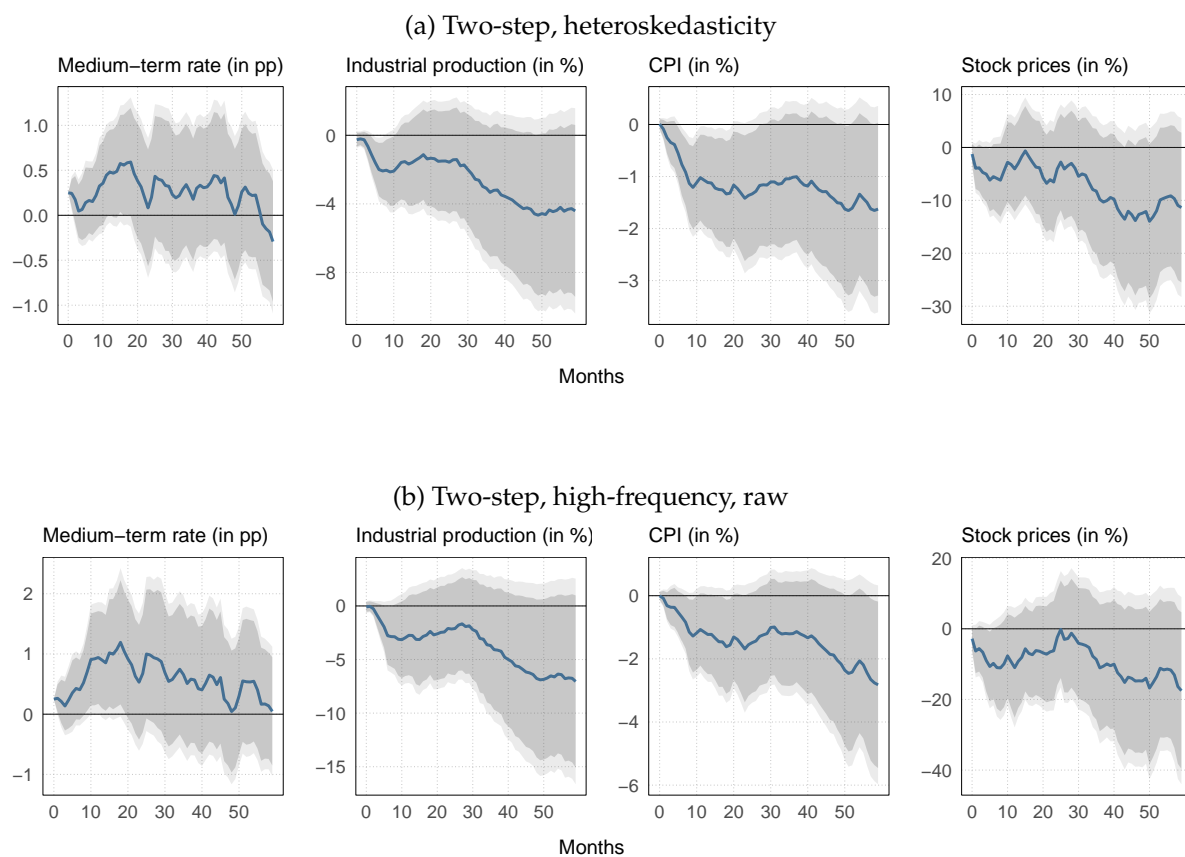 (a) Two-step, heteroskedasticity
Medium−term rate (in pp) Industrial production (in %) CPI (in %) Stock prices (in %)
1.0
0.5
0.0
−0.5
−1.0
0 10 20 30 40 50
0
−4
−8
0 10 20 30 40 50
0
−1
−2
−3
0 10 20 30 40 50
10
0
−10
−20
−30
0 10 20 30 40 50
Months
(b) Two-step, high-frequency, raw
Medium−term rate (in pp) Industrial production (in %) CPI (in %) Stock prices (in %)
2
1
0
−1
0 10 20 30 40 50
0
−5
−10
−15
0 10 20 30 40 50
0
−2
−4
−6
0 10 20 30 40 50
20
0
−20
−40
0 10 20 30 40 50
Months